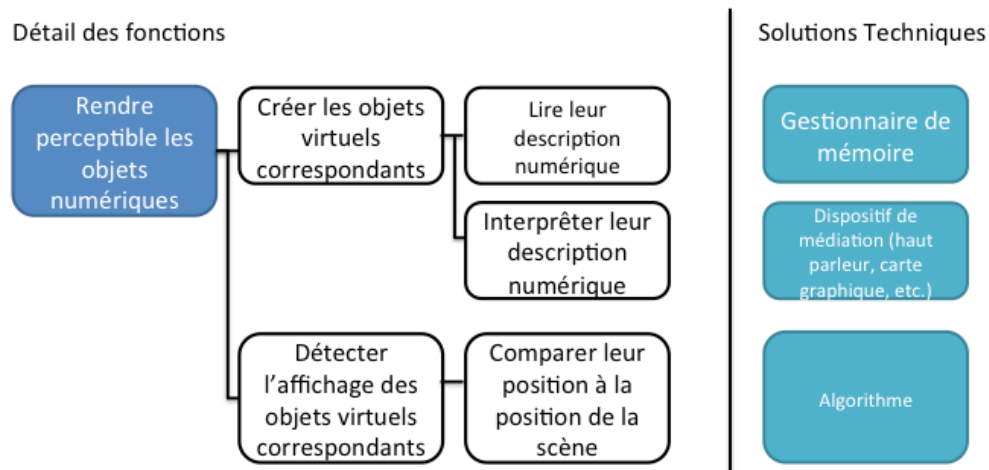 Détail des fonctions
Solutions Techniques
Rendre
perceptible les
objets
numériques
Créer les objets
virtuels
correspondants
Lire leur
description
numérique
Gestionnaire de
mémoire
Interprêter leur
description
numérique
Dispositif de
médiation (haut
parleur, carte
graphique, etc.)
Détecter
l'affichage des
objets virtuels
correspondants
Comparer leur
position à la
position de la
scène
Algorithme